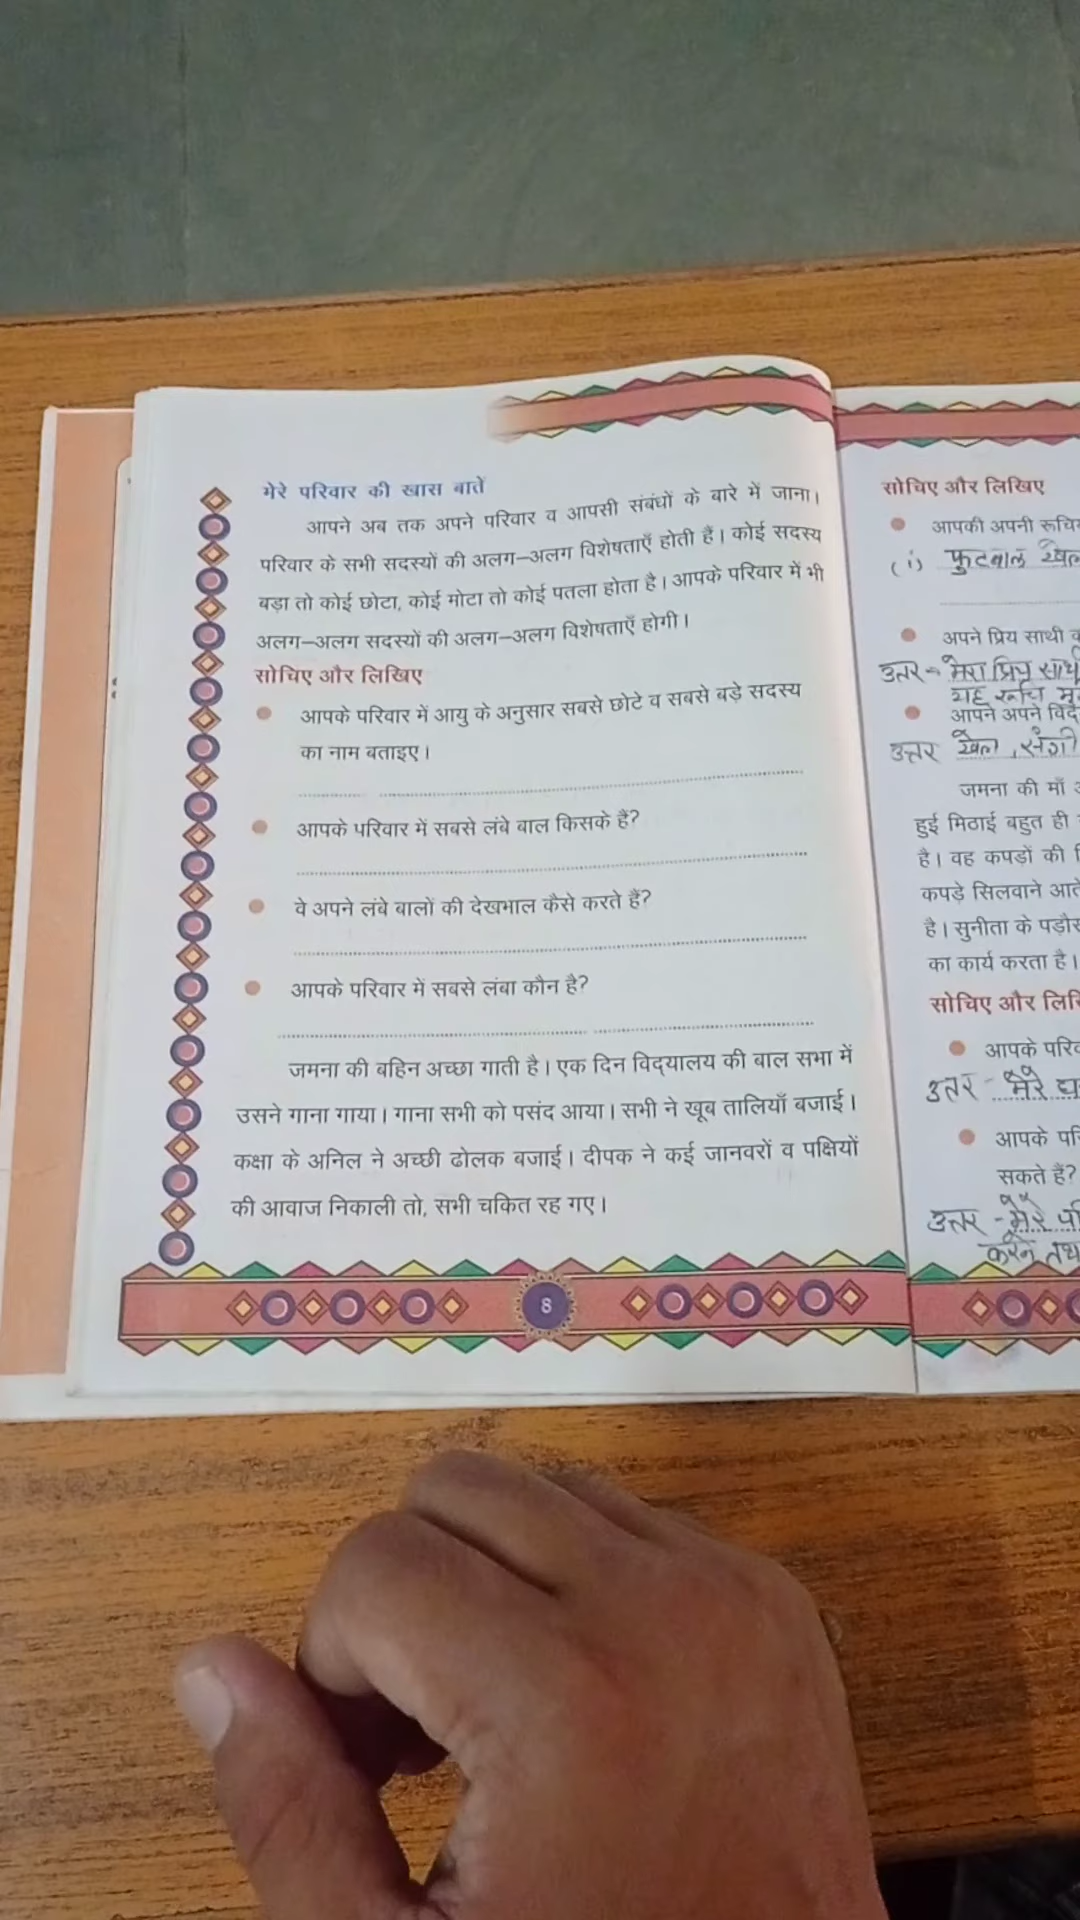 मेरे परिवार की खास बातें
आपने अब तक अपने परिवार व आपसी संबंधों के बारे में जाना।
परिवार के सभी सदस्यों की अलग–अलग विशेषताएँ होती हैं। कोई सदस्य
बड़ा तो कोई छोटा, कोई मोटा तो कोई पतला होता है। आपके परिवार में भी
अलग–अलग सदस्यों की अलग–अलग विशेषताएँ होगी।
सोचिए और लिखिए
आपके परिवार में आयु के अनुसार सबसे छोटे व सबसे बड़े सदस्य
का नाम बताइए।
आपके परिवार में सबसे लंबे बाल किसके हैं?
वे अपने लंबे बालों की देखभाल कैसे करते हैं?
आपके परिवार में सबसे लंबा कौन है?
जमना की बहिन अच्छा गाती है। एक दिन विद्यालय की बाल सभा में
उसने गाना गाया। गाना सभी को पसंद आया। सभी ने खूब तालियाँ बजाई।
कक्षा के अनिल ने अच्छी ढोलक बजाई। दीपक ने कई जानवरों व पक्षियों
की आवाज निकाली तो, सभी चकित रह गए।
8
सोचिए और लिखिए
आपकी अपनी
(i) फुटबाल
अपने प्रिय साथी
उत्तर - मेरा प्रिय
यह रूचि
आपने अपने
उत्तर खेल,
जमना की माँ
हुई मिठाई बहुत ही
है। वह कपड़ों की
कपड़े सिलवाने
है। सुनीता के
का कार्य करता है।
सोचिए और
आपके
उत्तर - मेरे
आपके
सकते हैं?
उत्तर - मेरे
करने तथा